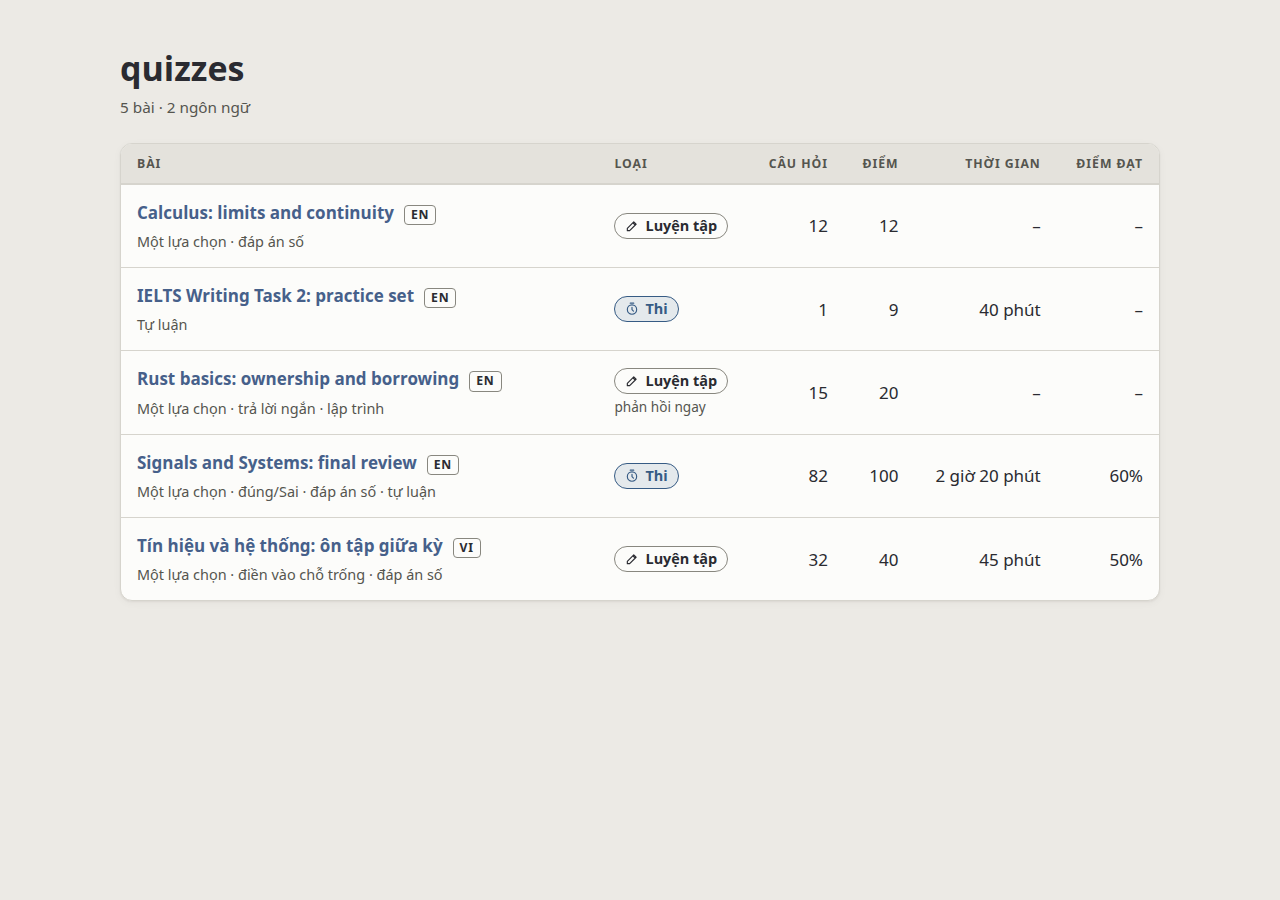 quizzes
5 bài · 2 ngôn ngữ
BÀI LOẠI CÂU HỎI ĐIỂM THỜI GIAN ĐIỂM ĐẠT
Calculus: limits and continuity EN
Một lựa chọn · đáp án số
Luyện tập 12 12 – –
IELTS Writing Task 2: practice set EN
Tự luận
Thi 1 9 40 phút –
Rust basics: ownership and borrowing EN
Một lựa chọn · trả lời ngắn · lập trình
Luyện tập
phản hồi ngay
15 20 – –
Signals and Systems: final review EN
Một lựa chọn · đúng/Sai · đáp án số · tự luận
Thi 82 100 2 giờ 20 phút 60%
Tín hiệu và hệ thống: ôn tập giữa kỳ VI
Một lựa chọn · điền vào chỗ trống · đáp án số
Luyện tập 32 40 45 phút 50%